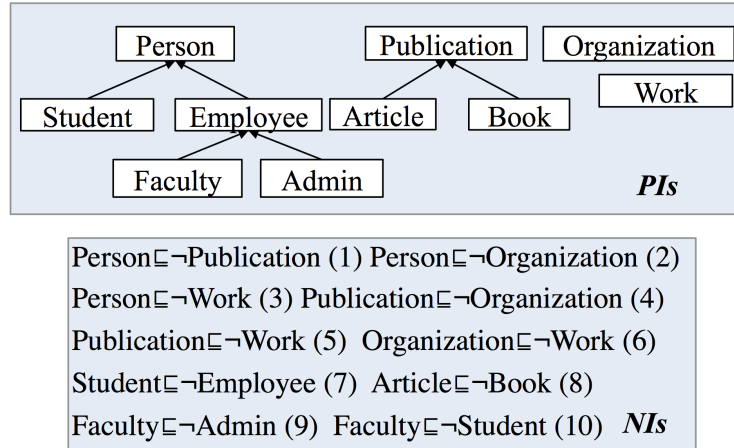 Person Publication Organization
Work
Student Employee Article Book
Faculty Admin
PIs
Person⊑¬Publication (1) Person⊑¬Organization (2)
Person⊑¬Work (3) Publication⊑¬Organization (4)
Publication⊑¬Work (5) Organization⊑¬Work (6)
Student⊑¬Employee (7) Article⊑¬Book (8)
Faculty⊑¬Admin (9) Faculty⊑¬Student (10) NIs